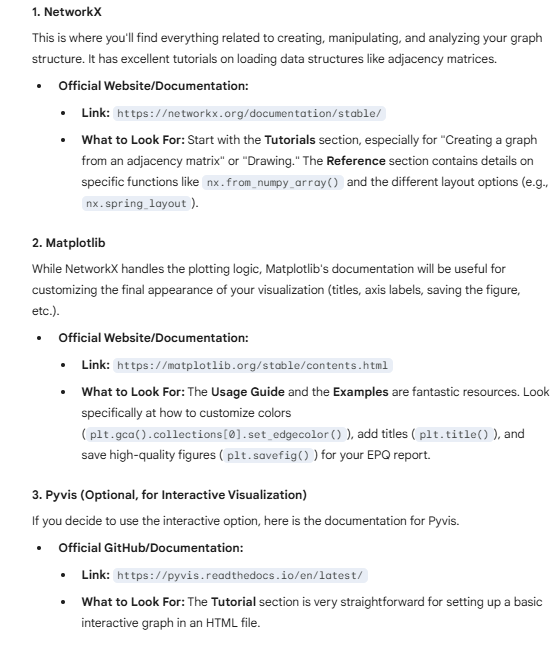 1. NetworkX
This is where you'll find everything related to creating, manipulating, and analyzing your graph
structure. It has excellent tutorials on loading data structures like adjacency matrices.
• Official Website/Documentation:
• Link: https://networkx.org/documentation/stable/
• What to Look For: Start with the Tutorials section, especially for "Creating a graph
from an adjacency matrix" or "Drawing." The Reference section contains details on
specific functions like nx.from_numpy_array() and the different layout options (e.g.,
nx.spring_layout ).
2. Matplotlib
While NetworkX handles the plotting logic, Matplotlib's documentation will be useful for
customizing the final appearance of your visualization (titles, axis labels, saving the figure,
etc.).
• Official Website/Documentation:
• Link: https://matplotlib.org/stable/contents.html
• What to Look For: The Usage Guide and the Examples are fantastic resources. Look
specifically at how to customize colors
( plt.gca().collections[0].set_edgecolor() ), add titles ( plt.title() ), and
save high-quality figures ( plt.savefig() ) for your EPQ report.
3. Pyvis (Optional, for Interactive Visualization)
If you decide to use the interactive option, here is the documentation for Pyvis.
• Official GitHub/Documentation:
• Link: https://pyvis.readthedocs.io/en/latest/
• What to Look For: The Tutorial section is very straightforward for setting up a basic
interactive graph in an HTML file.